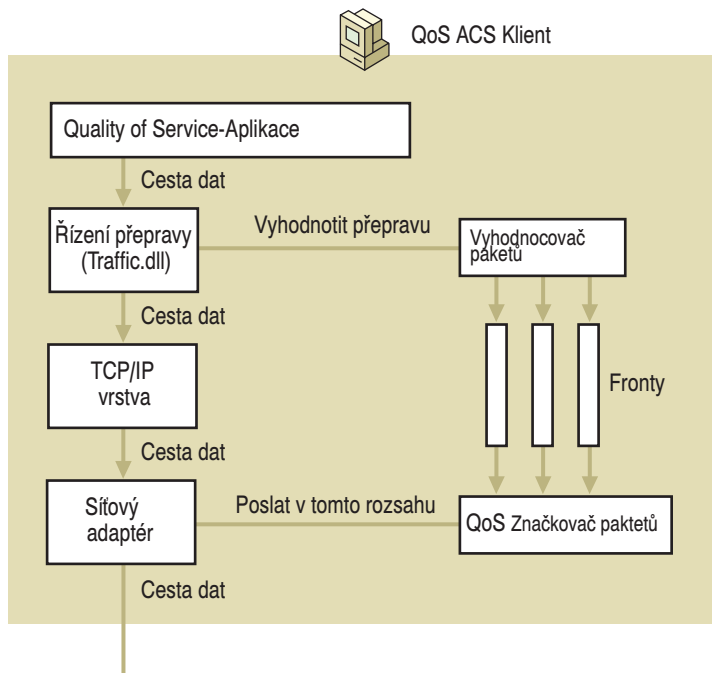 QoS ACS Klient
Quality of Service-Aplikace
Cesta dat
Řízení přepravy
(Traffic.dll)
Vyhodnotit přepravu
Vyhodnocovač
paketů
Cesta dat
TCP/IP
vrstva
Fronty
Cesta dat
Síťový
adaptér
Poslat v tomto rozsahu
QoS Značkovač paktetů
Cesta dat